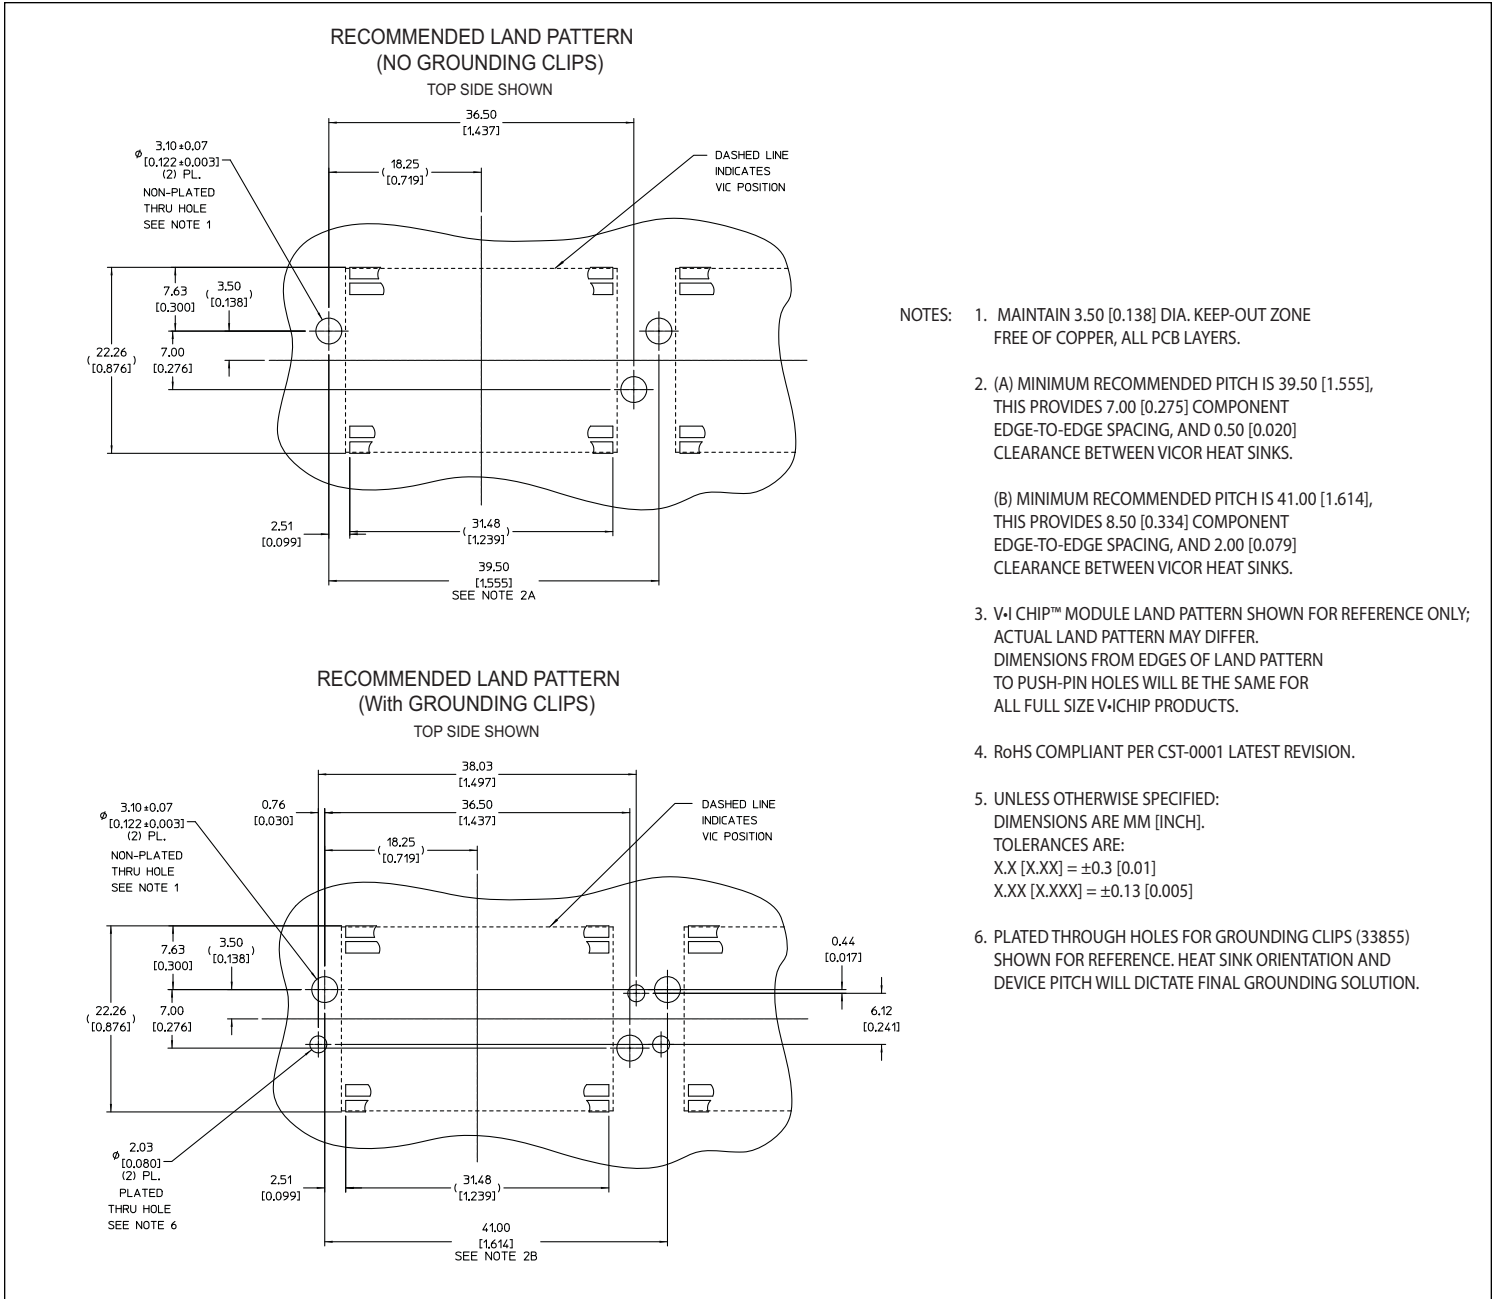 RECOMMENDED LAND PATTERN
(NO GROUNDING CLIPS)
TOP SIDE SHOWN
36.50
[1.437]
ø 3.10±0.07
[0.122±0.003]
(2) PL.
NON-PLATED
THRU HOLE
SEE NOTE 1
(18.25)
[0.719]
DASHED LINE
INDICATES
VIC POSITION
7.63
[0.300]
(3.50)
[0.138]
(22.26)
[0.876]
7.00
[0.276]
2.51
[0.099]
(31.48)
[1.239]
39.50
[1.555]
SEE NOTE 2A
RECOMMENDED LAND PATTERN
(With GROUNDING CLIPS)
TOP SIDE SHOWN
38.03
[1.497]
0.76
[0.030]
36.50
[1.437]
ø 3.10±0.07
[0.122±0.003]
(2) PL.
NON-PLATED
THRU HOLE
SEE NOTE 1
(18.25)
[0.719]
DASHED LINE
INDICATES
VIC POSITION
7.63
[0.300]
(3.50)
[0.138]
0.44
[0.017]
(22.26)
[0.876]
7.00
[0.276]
6.12
[0.241]
ø 2.03
[0.080]
(2) PL.
PLATED
THRU HOLE
SEE NOTE 6
2.51
[0.099]
(31.48)
[1.239]
41.00
[1.614]
SEE NOTE 2B
NOTES: 1. MAINTAIN 3.50 [0.138] DIA. KEEP-OUT ZONE
FREE OF COPPER, ALL PCB LAYERS.
2. (A) MINIMUM RECOMMENDED PITCH IS 39.50 [1.555],
THIS PROVIDES 7.00 [0.275] COMPONENT
EDGE-TO-EDGE SPACING, AND 0.50 [0.020]
CLEARANCE BETWEEN VICOR HEAT SINKS.
(B) MINIMUM RECOMMENDED PITCH IS 41.00 [1.614],
THIS PROVIDES 8.50 [0.334] COMPONENT
EDGE-TO-EDGE SPACING, AND 2.00 [0.079]
CLEARANCE BETWEEN VICOR HEAT SINKS.
3. V•I CHIP™ MODULE LAND PATTERN SHOWN FOR REFERENCE ONLY;
ACTUAL LAND PATTERN MAY DIFFER.
DIMENSIONS FROM EDGES OF LAND PATTERN
TO PUSH-PIN HOLES WILL BE THE SAME FOR
ALL FULL SIZE V•ICHIP PRODUCTS.
4. RoHS COMPLIANT PER CST-0001 LATEST REVISION.
5. UNLESS OTHERWISE SPECIFIED:
DIMENSIONS ARE MM [INCH].
TOLERANCES ARE:
X.X [X.XX] = ±0.3 [0.01]
X.XX [X.XXX] = ±0.13 [0.005]
6. PLATED THROUGH HOLES FOR GROUNDING CLIPS (33855)
SHOWN FOR REFERENCE. HEAT SINK ORIENTATION AND
DEVICE PITCH WILL DICTATE FINAL GROUNDING SOLUTION.